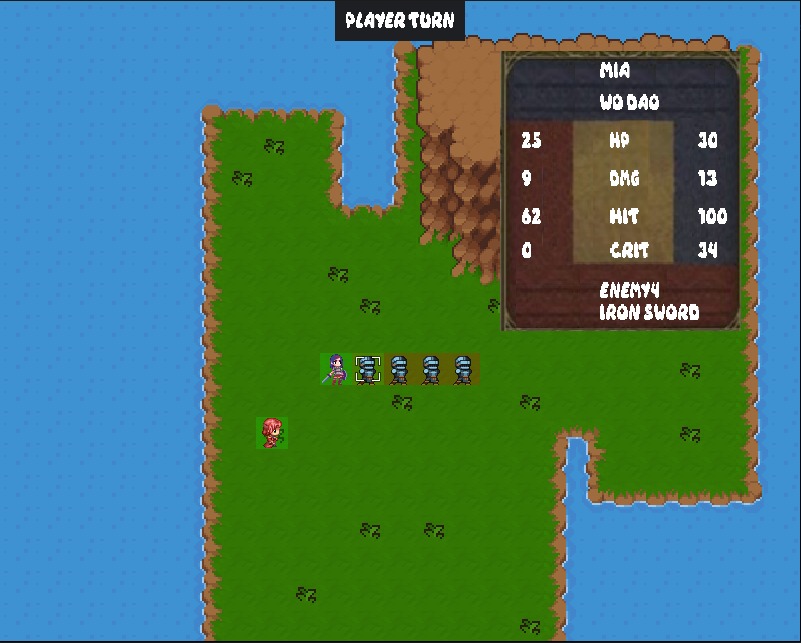 PLAYER TURN
MIA
WO DAO
25 HP 30
9 DMG 13
62 HIT 100
0 CRIT 34
ENEMY4
IRON SWORD